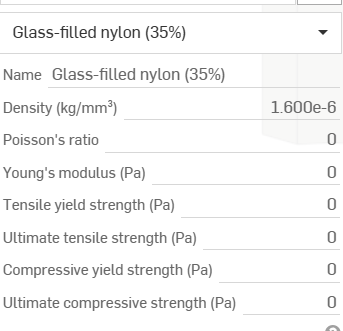 Glass-filled nylon (35%)
Name Glass-filled nylon (35%)
Density (kg/mm³) 1.600e-6
Poisson's ratio 0
Young's modulus (Pa) 0
Tensile yield strength (Pa) 0
Ultimate tensile strength (Pa) 0
Compressive yield strength (Pa) 0
Ultimate compressive strength (Pa) 0